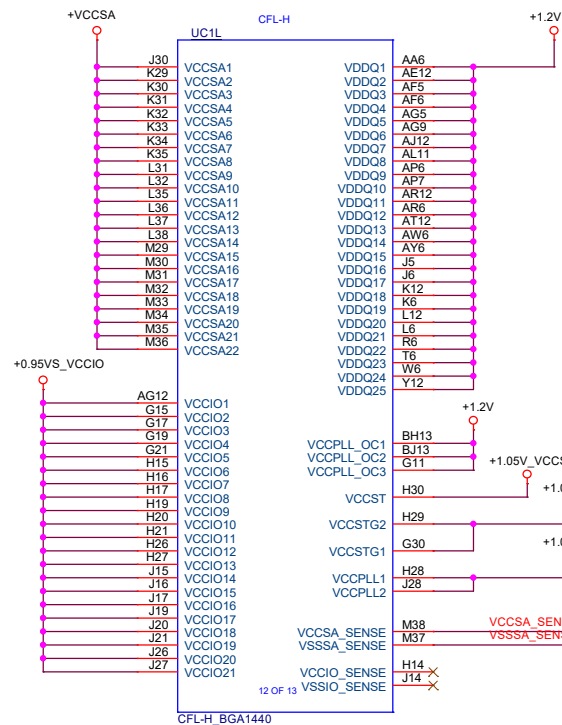 +VCCSA
CFL-H
+1.2V
UC1L
J30 VCCSA1 VDDQ1 AA6
K29 VCCSA2 VDDQ2 AE12
K30 VCCSA3 VDDQ3 AF5
K31 VCCSA4 VDDQ4 AF6
K32 VCCSA5 VDDQ5 AG5
K33 VCCSA6 VDDQ6 AG9
K34 VCCSA7 VDDQ7 AJ12
K35 VCCSA8 VDDQ8 AL11
L31 VCCSA9 VDDQ9 AP6
L32 VCCSA10 VDDQ10 AP7
L35 VCCSA11 VDDQ11 AR12
L36 VCCSA12 VDDQ12 AR6
L37 VCCSA13 VDDQ13 AT12
L38 VCCSA14 VDDQ14 AW6
M29 VCCSA15 VDDQ15 AY6
M30 VCCSA16 VDDQ16 J5
M31 VCCSA17 VDDQ17 J6
M32 VCCSA18 VDDQ18 K12
M33 VCCSA19 VDDQ19 K6
M34 VCCSA20 VDDQ20 L12
M35 VCCSA21 VDDQ21 L6
M36 VCCSA22 VDDQ22 R6
VDDQ23 T6
VDDQ24 W6
VDDQ25 Y12
+0.95VS_VCCIO
AG12 VCCIO1
G15 VCCIO2
G17 VCCIO3
G19 VCCIO4
G21 VCCIO5
H15 VCCIO6
H16 VCCIO7
H17 VCCIO8
H19 VCCIO9
H20 VCCIO10
H21 VCCIO11
H26 VCCIO12
H27 VCCIO13
J15 VCCIO14
J16 VCCIO15
J17 VCCIO16
J19 VCCIO17
J20 VCCIO18
J21 VCCIO19
J26 VCCIO20
J27 VCCIO21
+1.2V
VCCPLL_OC1 BH13
VCCPLL_OC2 BJ13
VCCPLL_OC3 G11
+1.05V_VCCS
VCCST H30
+1.0
VCCSTG2 H29
+1.0
VCCSTG1 G30
VCCPLL1 H28
VCCPLL2 J28
VCCSA_SENSE M38 VCCSA_SEN
VSSSA_SENSE M37 VSSSA_SEN
VCCIO_SENSE H14
VSSIO_SENSE J14
12 OF 13
CFL-H_BGA1440